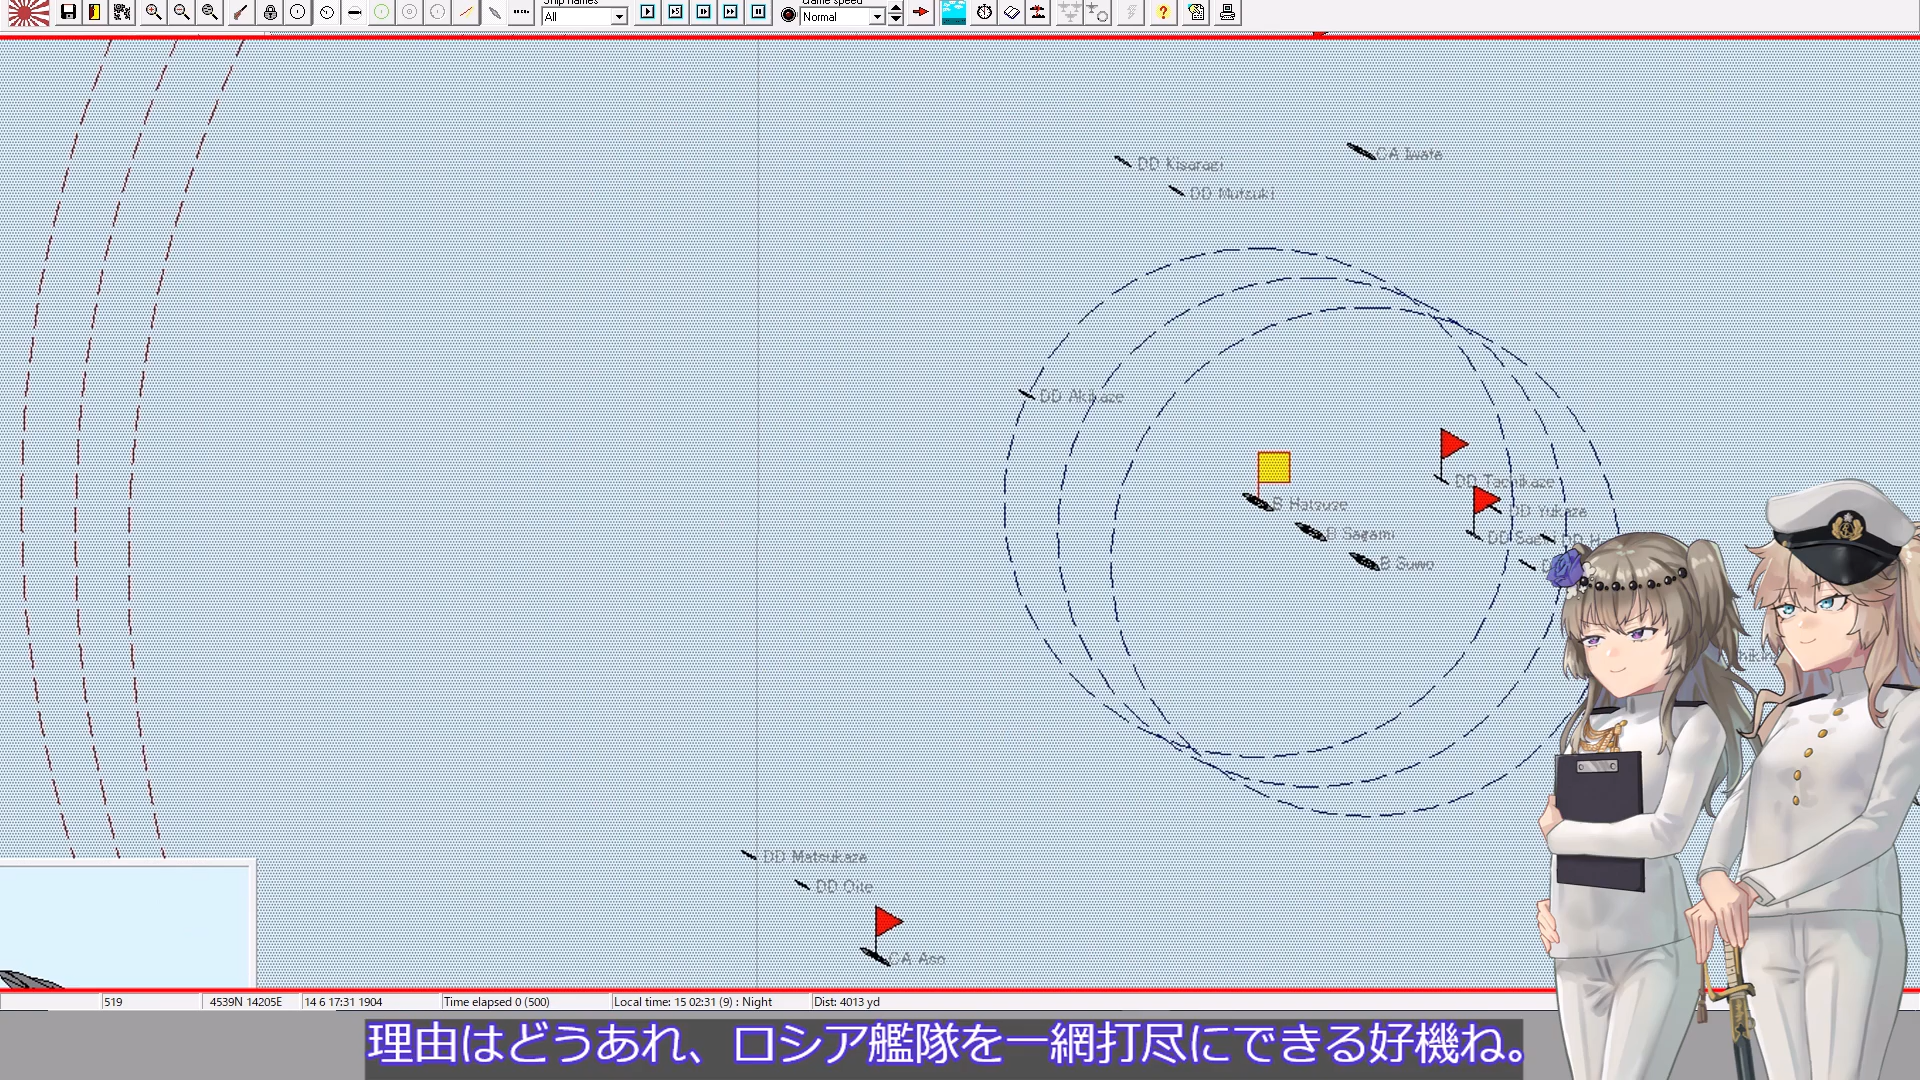 All
Normal
CA Iwate
DD Kisaragi
DD Mutsuki
DD Akikaze
DD Tachikaze
B Hatsuse
DD Yukaze
B Sagami
B Suwo
DD Matsukaze
DD Oite
CA Aso
519
4539N 14205E
14 6 17:31 1904
Time elapsed 0 (500)
Local time: 15 02:31 (9) : Night
Dist: 4013 yd
理由はどうあれ、ロシア艦隊を一網打尽にできる好機ね。